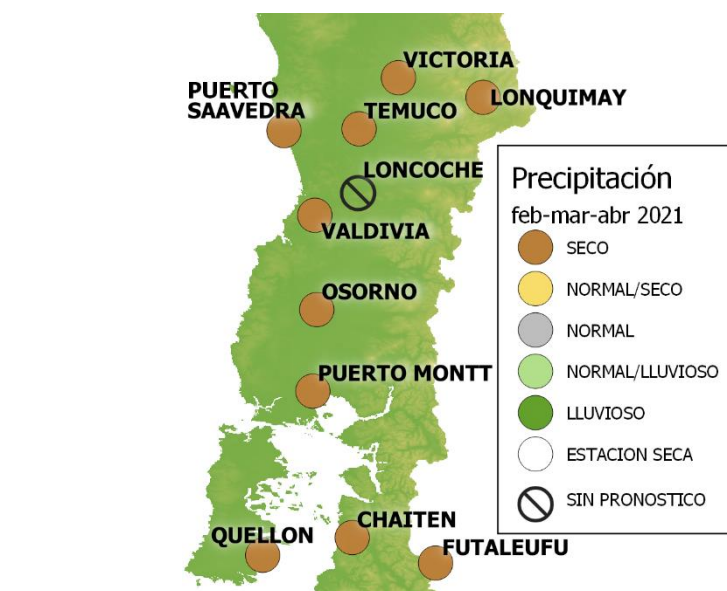 VICTORIA
PUERTO
SAAVEDRA
LONQUIMAY
TEMUCO
LONCOCHE
VALDIVIA
OSORNO
PUERTO MONTT
CHAITEN
QUELLON
FUTALEUFU
Precipitación
feb-mar-abr 2021
SECO
NORMAL/SECO
NORMAL
NORMAL/LLUVIOSO
LLUVIOSO
ESTACION SECA
SIN PRONOSTICO